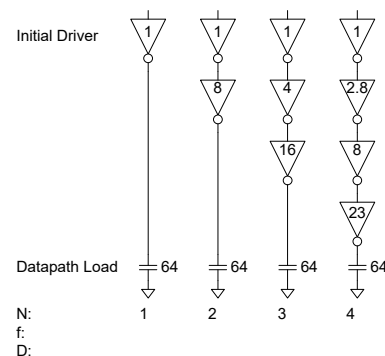 Initial Driver 1 1 1 1
8 4 2.8
16 8
23
Datapath Load 64 64 64 64
N: 1 2 3 4
f:
D: